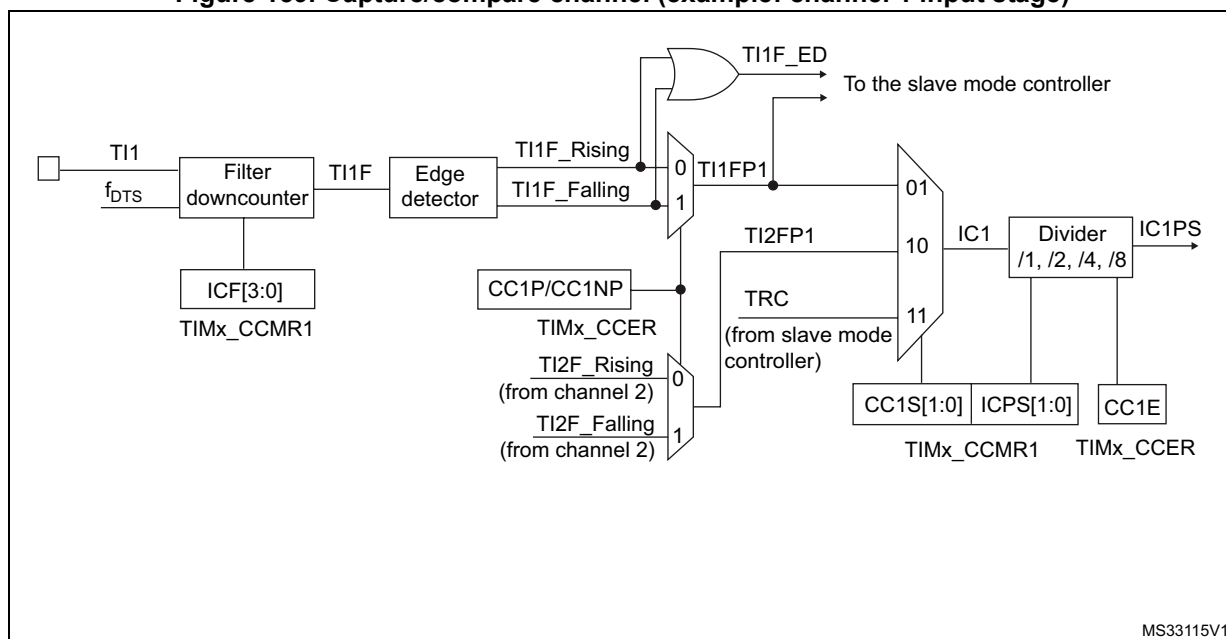 Figure 183. Capture/compare channel (example: channel 1 input stage)
TI1F_ED
To the slave mode controller
TI1
fDTS
Filter
downcounter
TI1F
Edge
detector
TI1F_Rising
TI1F_Falling
0
1
TI1FP1
01
TI2FP1
10
IC1
Divider
/1, /2, /4, /8
IC1PS
ICF[3:0]
TIMx_CCMR1
CC1P/CC1NP
TIMx_CCER
TRC
11
(from slave mode
controller)
TI2F_Rising
(from channel 2)
0
TI2F_Falling
(from channel 2)
1
CC1S[1:0]
ICPS[1:0]
CC1E
TIMx_CCMR1
TIMx_CCER
MS33115V1